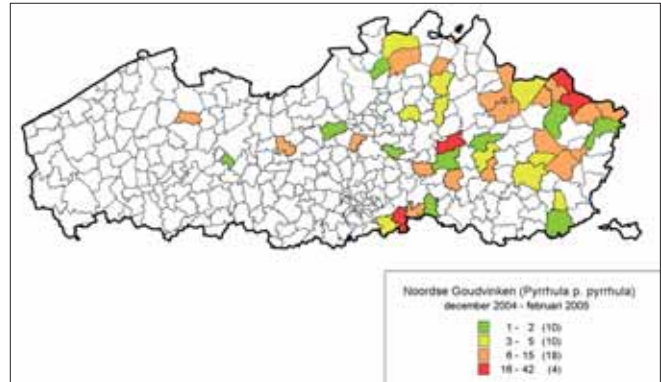 Noordse Goudvinken (Pyrrhula p. pyrrhula)
december 2004 - februari 2005
1 - 2 (10)
3 - 5 (10)
6 - 15 (18)
16 - 42 (4)